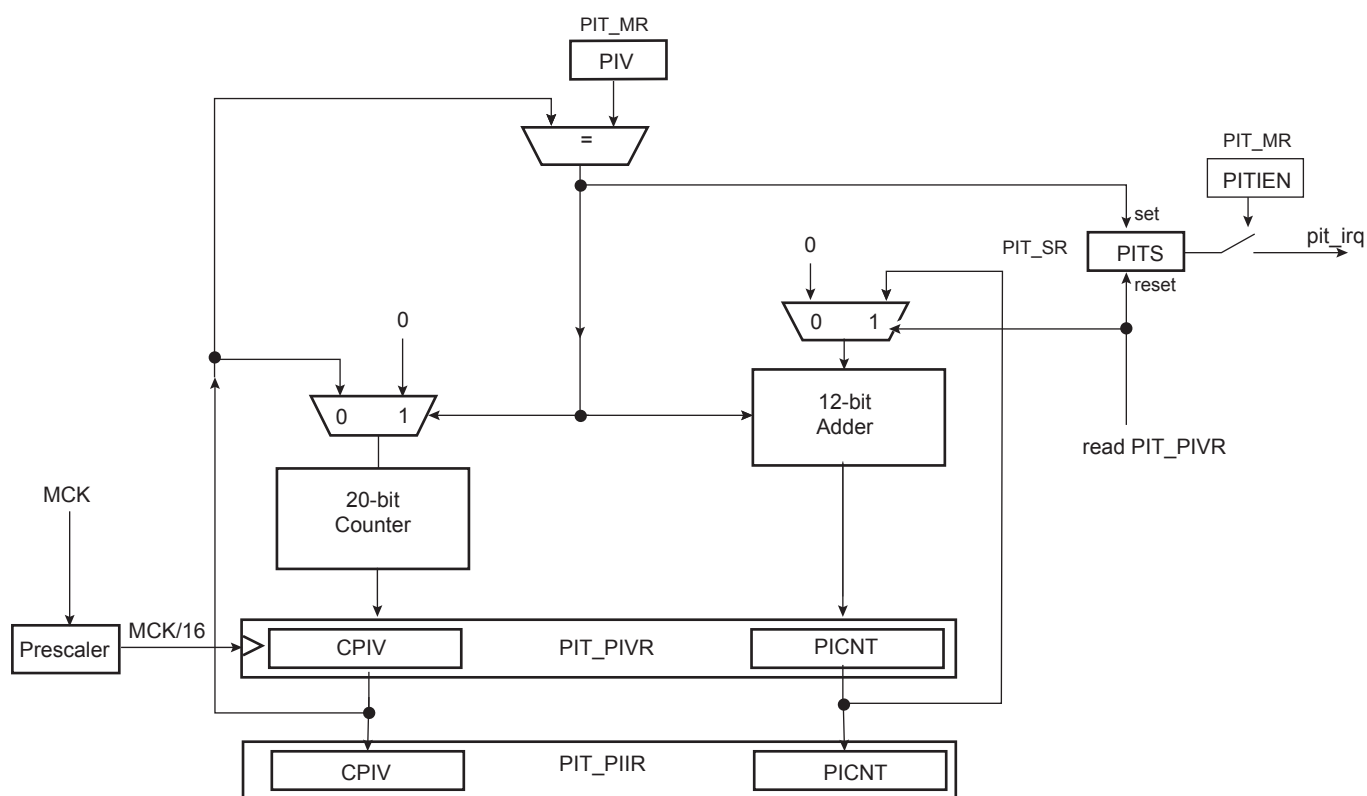 PIT_MR
PIV
=
PIT_MR
PITIEN
set
0
PIT_SR
PITS
pit_irq
reset
0
0 1
0 1
12-bit
Adder
read PIT_PIVR
MCK
20-bit
Counter
MCK/16
Prescaler
CPIV
PIT_PIVR
PICNT
CPIV
PIT_PIIR
PICNT